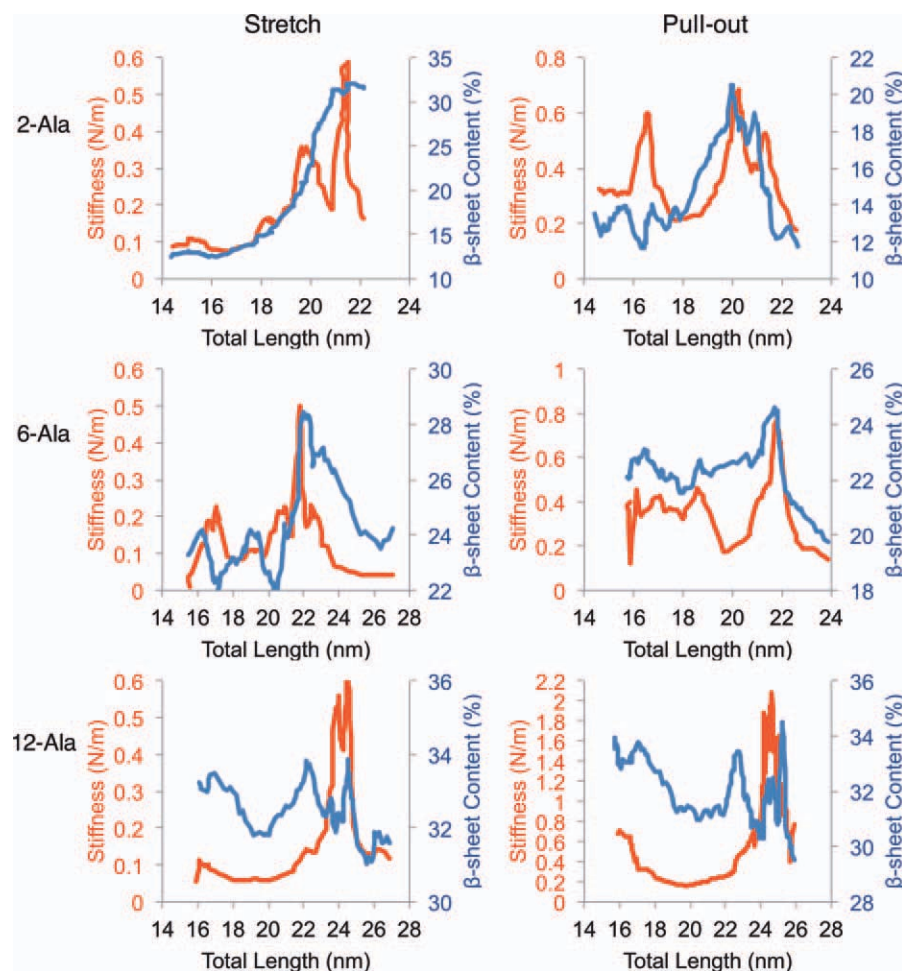 Stretch Pull-out
2-Ala
Stiffness (N/m)
0.6
0.5
0.4
0.3
0.2
0.1
0
35
30
25
20
15
10
β-sheet Content (%)
14 16 18 20 22 24
Total Length (nm)
Stiffness (N/m)
0.8
0.6
0.4
0.2
0
22
20
18
16
14
12
10
β-sheet Content (%)
14 16 18 20 22 24
Total Length (nm)
6-Ala
Stiffness (N/m)
0.6
0.5
0.4
0.3
0.2
0.1
0
30
28
26
24
22
β-sheet Content (%)
14 16 18 20 22 24 26 28
Total Length (nm)
Stiffness (N/m)
1
0.8
0.6
0.4
0.2
0
26
24
22
20
18
β-sheet Content (%)
14 16 18 20 22 24
Total Length (nm)
12-Ala
Stiffness (N/m)
0.6
0.5
0.4
0.3
0.2
0.1
0
36
34
32
30
β-sheet Content (%)
14 16 18 20 22 24 26 28
Total Length (nm)
Stiffness (N/m)
2.2
2
1.8
1.6
1.4
1.2
1
0.8
0.6
0.4
0.2
0
36
34
32
30
28
β-sheet Content (%)
14 16 18 20 22 24 26 28
Total Length (nm)